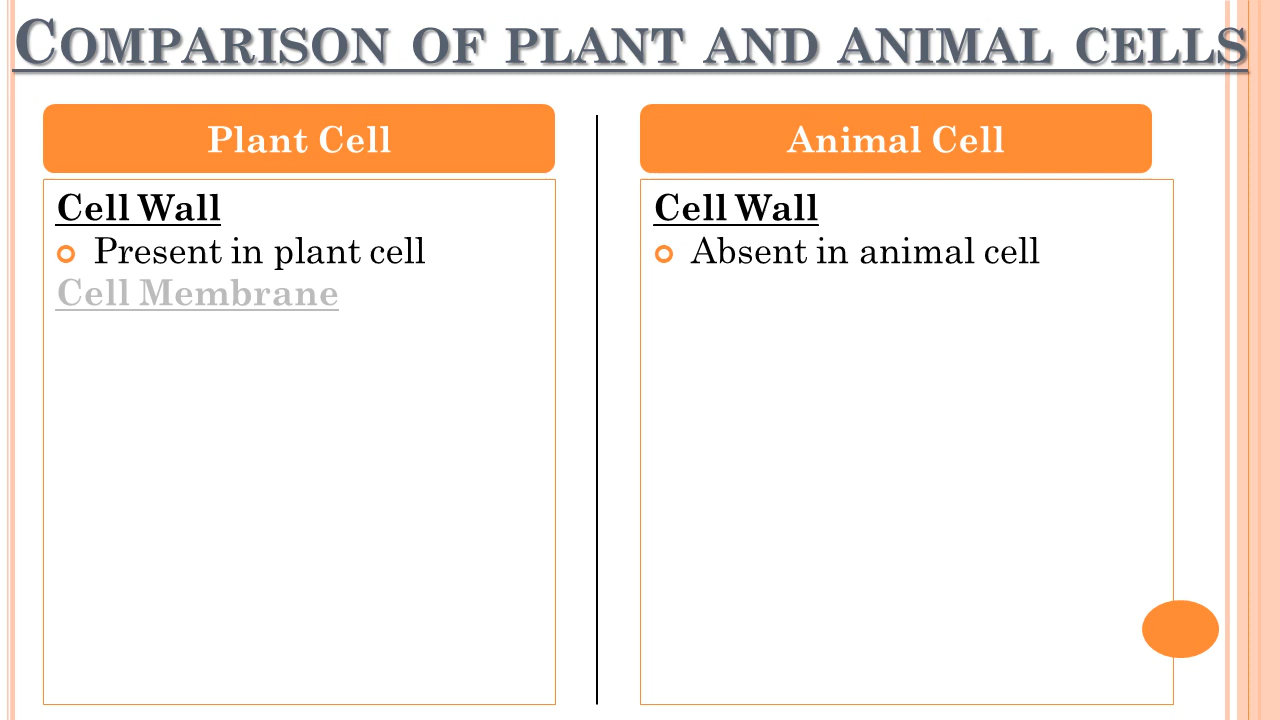 COMPARISON OF PLANT AND ANIMAL CELLS
Plant Cell
Cell Wall
Present in plant cell
Cell Membrane
Animal Cell
Cell Wall
Absent in animal cell